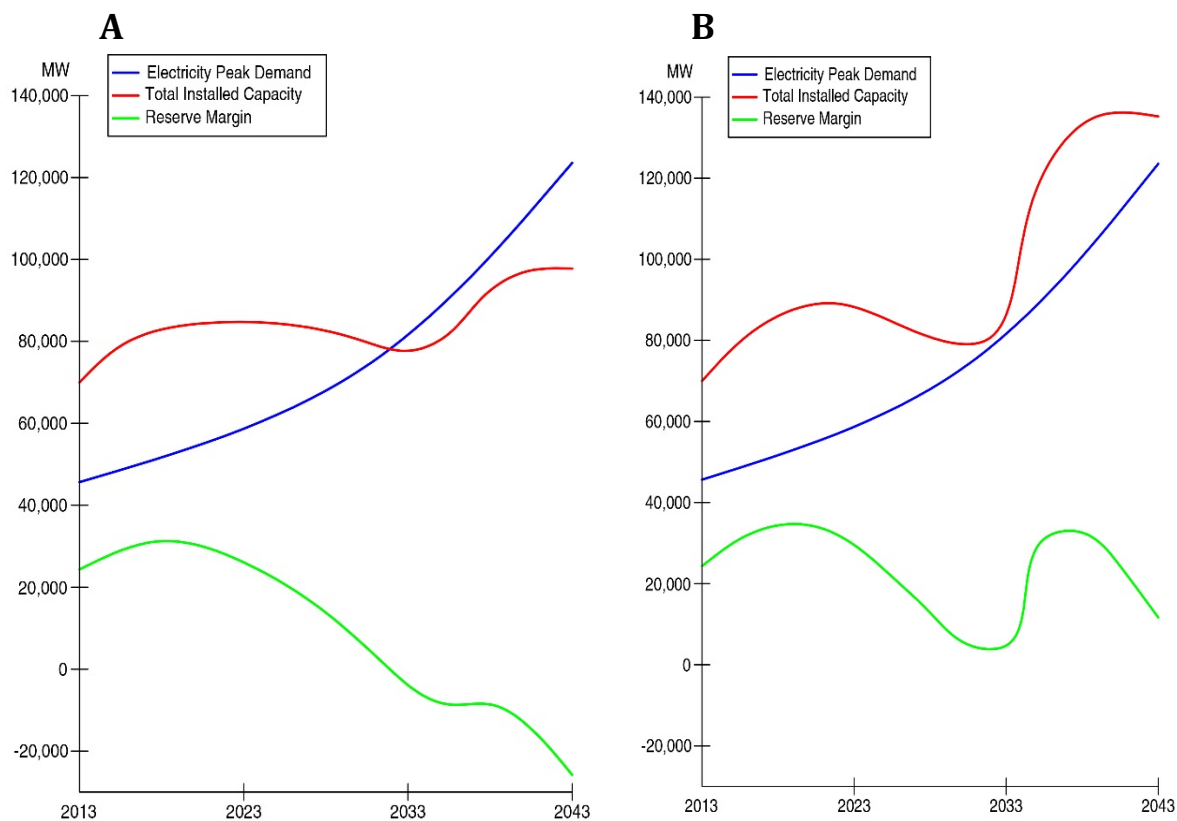 A
MW
Electricity Peak Demand
Total Installed Capacity
Reserve Margin
140,000
120,000
100,000
80,000
60,000
40,000
20,000
0
-20,000
2013
2023
2033
2043
B
MW
Electricity Peak Demand
Total Installed Capacity
Reserve Margin
140,000
120,000
100,000
80,000
60,000
40,000
20,000
0
-20,000
2013
2023
2033
2043